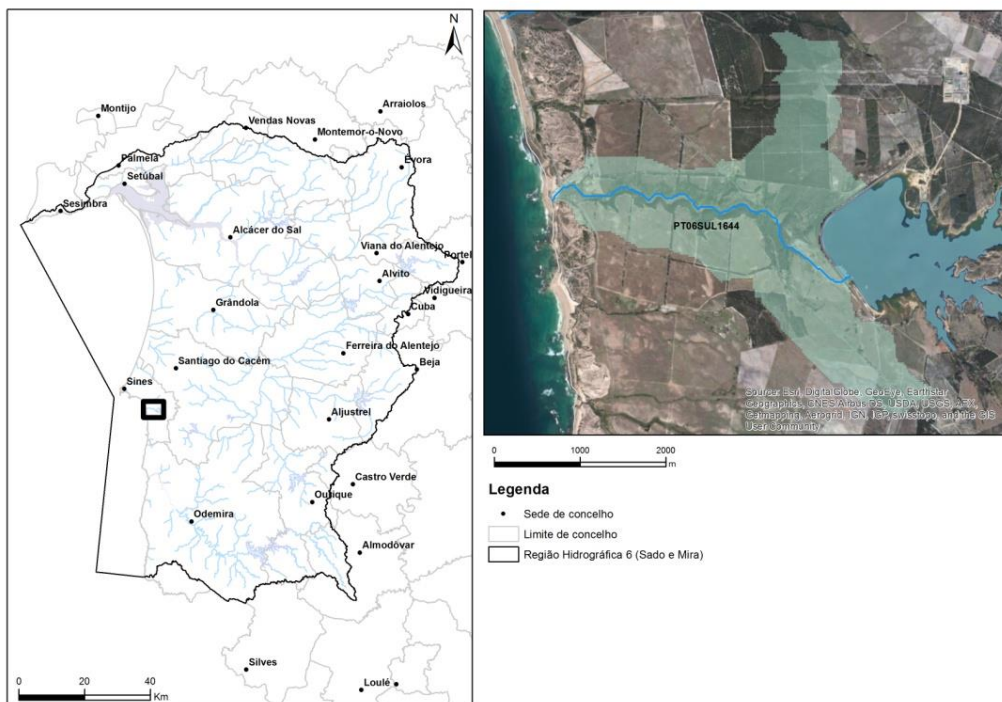 N
Montijo
Arraiolos
Vendas Novas
Montemor-o-Novo
Palmela
Évora
Setúbal
Sesimbra
Alcácer do Sal
Viana do Alentejo
Portel
Alvito
Vidigueira
Grândola
Cuba
Ferreira do Alentejo
Santiago do Cacém
Beja
Sines
Aljustrel
Castro Verde
Ourique
Odemira
Almodôvar
Silves
Loulé
0 20 40
Km
PT06SUL1644
Source: Esri, DigitalGlobe, GeoEye, Earthstar
Geographics, CNES/Airbus DS, USDA, USGS, AEX,
Getmapping, Aerogrid, IGN, IGP, swisstopo, and the GIS
User Community
0 1000 2000
m
Legenda
Sede de concelho
Limite de concelho
Região Hidrográfica 6 (Sado e Mira)